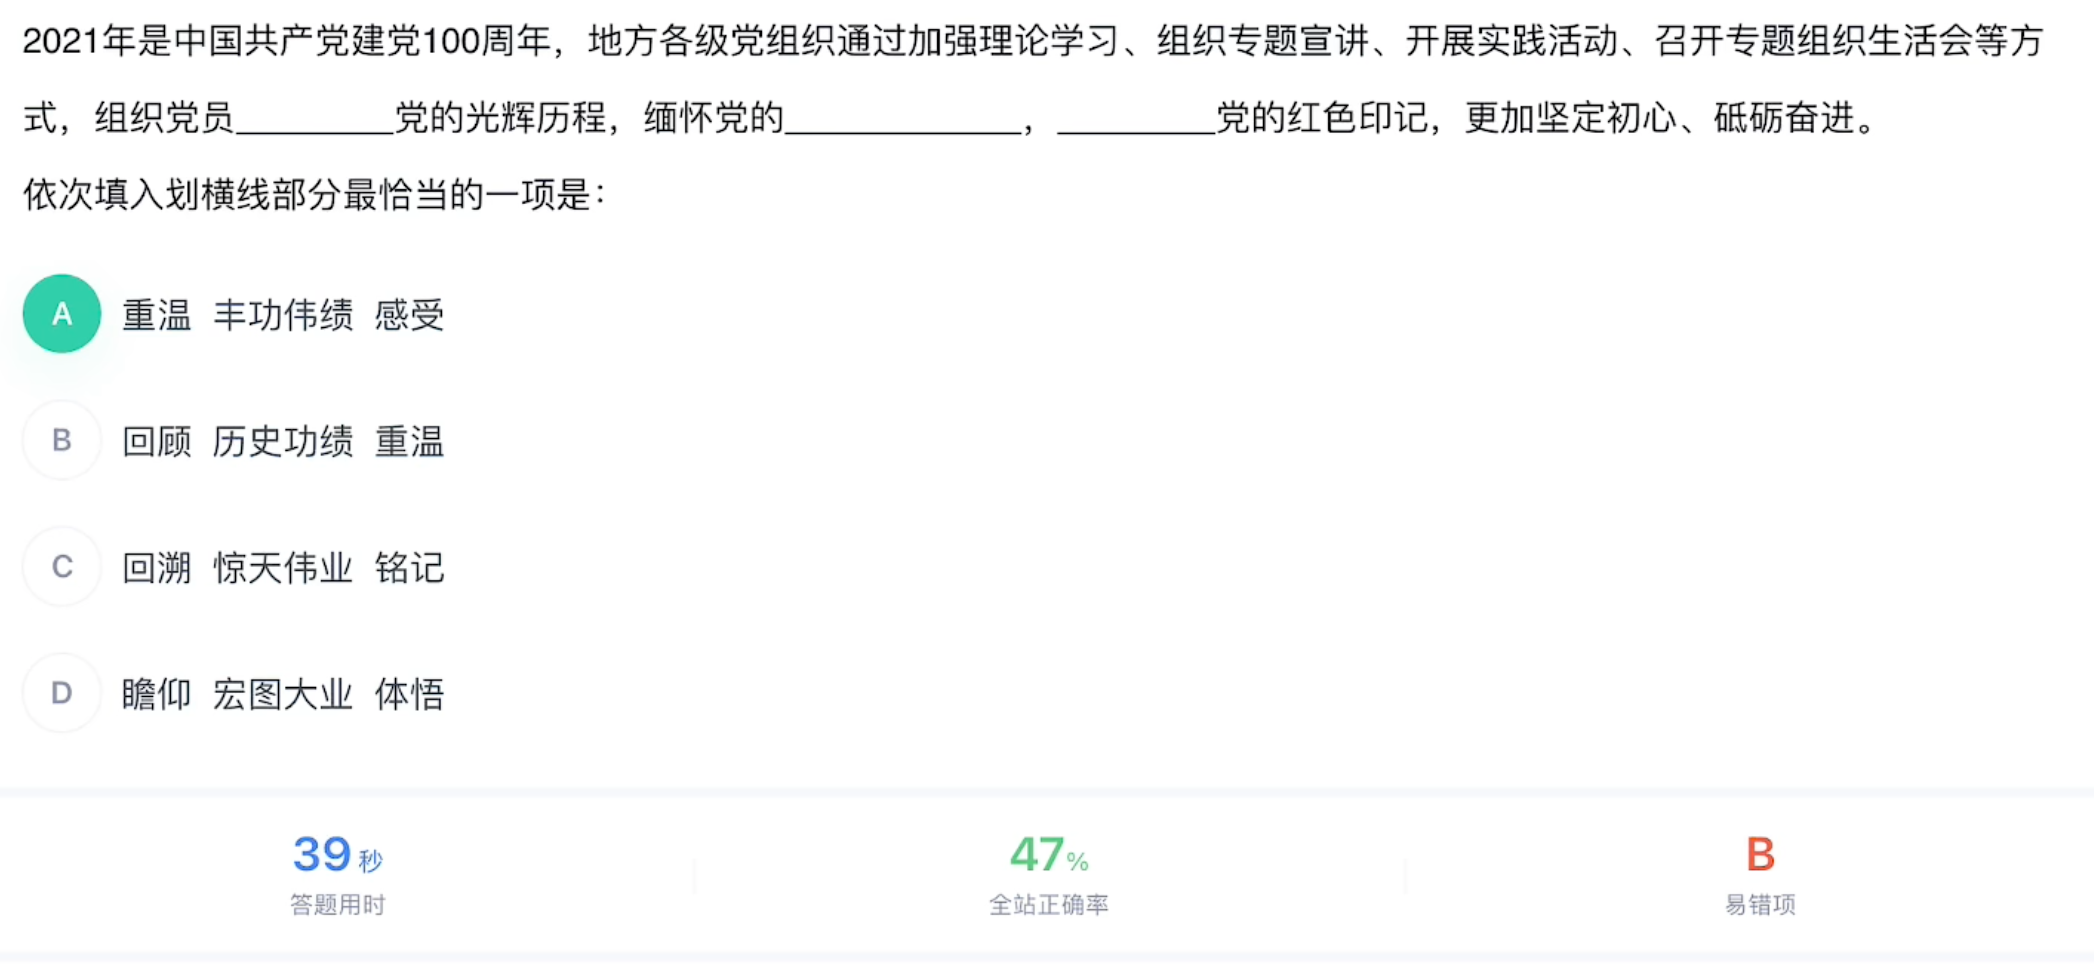 2021年是中国共产党建党100周年，地方各级党组织通过加强理论学习、组织专题宣讲、开展实践活动、召开专题组织生活会等方
式，组织党员________党的光辉历程，缅怀党的____________，________党的红色印记，更加坚定初心、砥砺奋进。
依次填入划横线部分最恰当的一项是：
A 重温 丰功伟绩 感受
B 回顾 历史功绩 重温
C 回溯 惊天伟业 铭记
D 瞻仰 宏图大业 体悟
39秒 47% B
答题用时 全站正确率 易错项